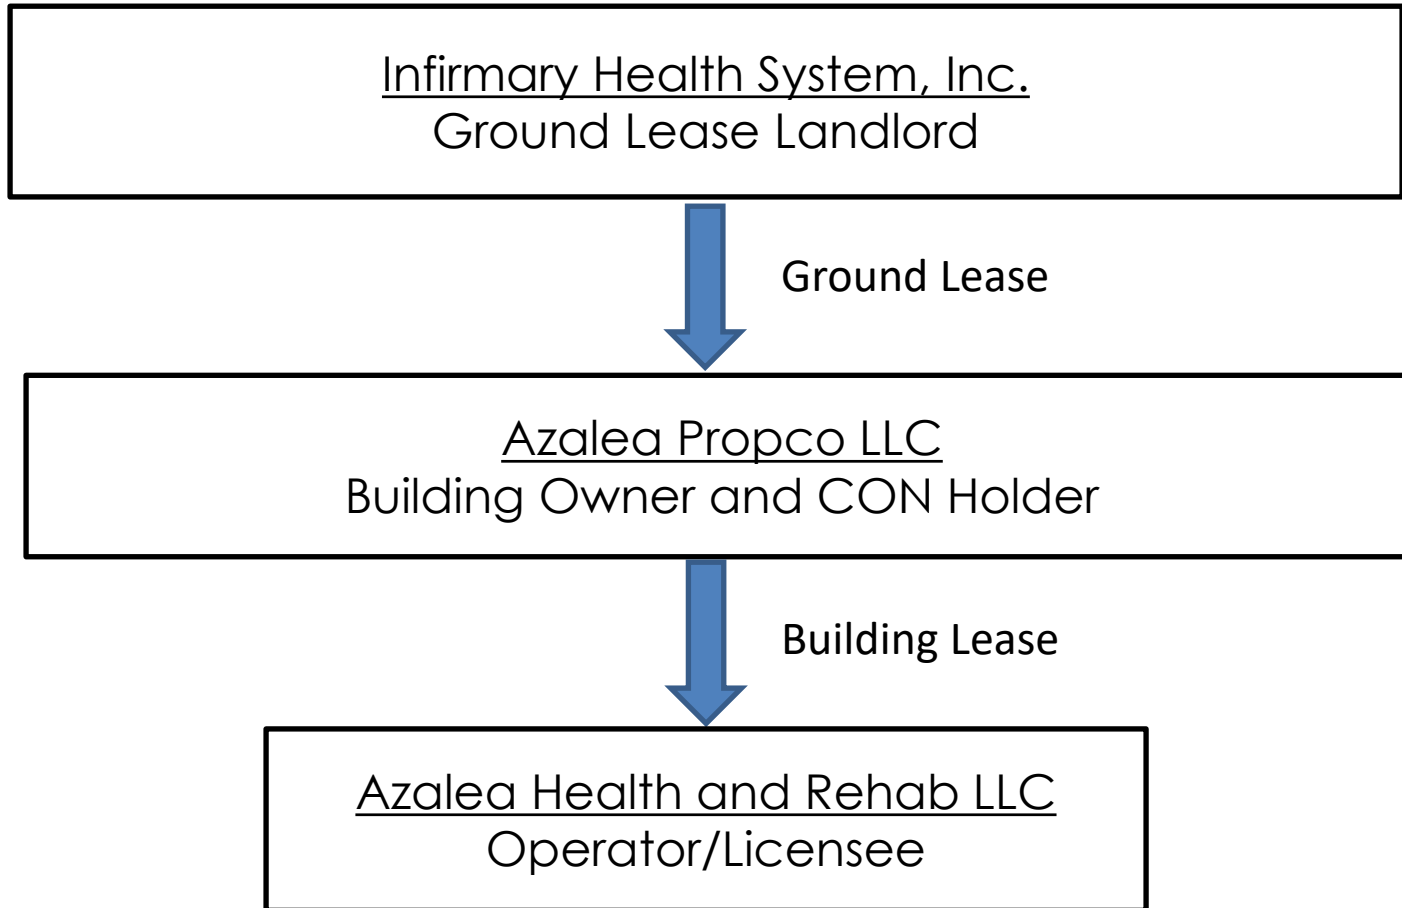 Infirmary Health System, Inc.
Ground Lease Landlord
Ground Lease
Azalea Propco LLC
Building Owner and CON Holder
Building Lease
Azalea Health and Rehab LLC
Operator/Licensee